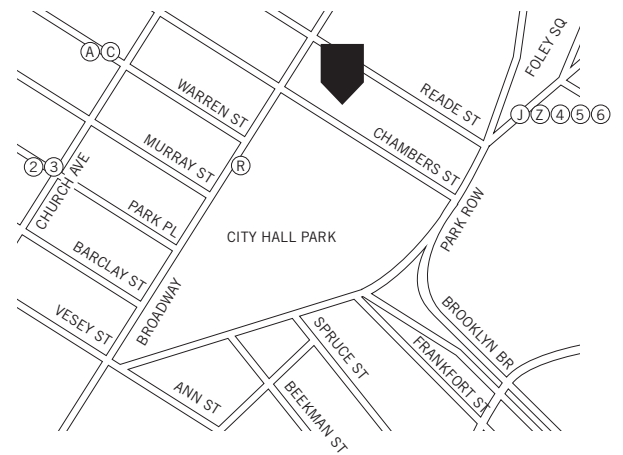 FOLEY SQ
A C
WARREN ST
READE ST
J Z 4 5 6
MURRAY ST
CHAMBERS ST
R
2 3
CHURCH AVE
PARK PL
PARK ROW
CITY HALL PARK
BARCLAY ST
BROADWAY
VESEY ST
BROOKLYN BR
SPRUCE ST
FRANKFORT ST
ANN ST
BEEKMAN ST